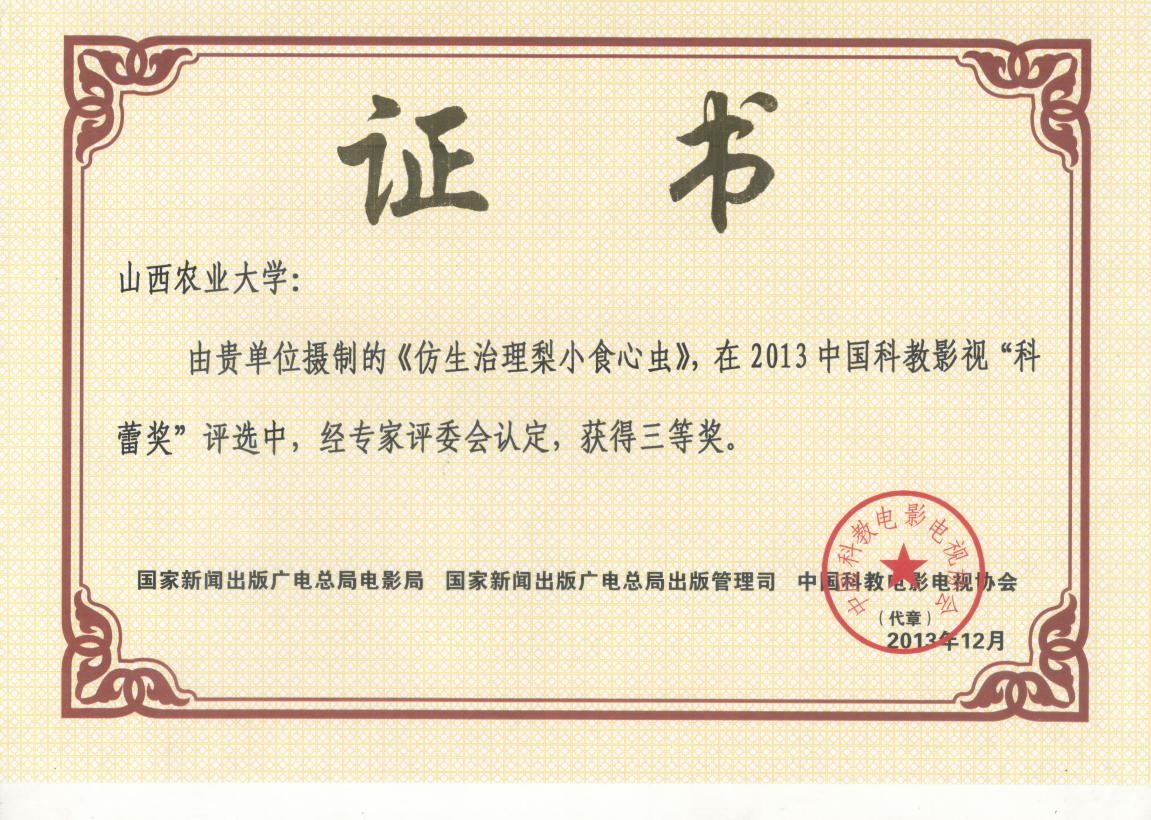 证书
山西农业大学：
由贵单位摄制的《仿生治理梨小食心虫》，在2013中国科教影视“科
蕾奖”评选中，经专家评委会认定，获得三等奖。
国家新闻出版广电总局电影局 国家新闻出版广电总局出版管理司 中国科教电影电视协会
中国科教电影电视协会
（代章）
2013年12月